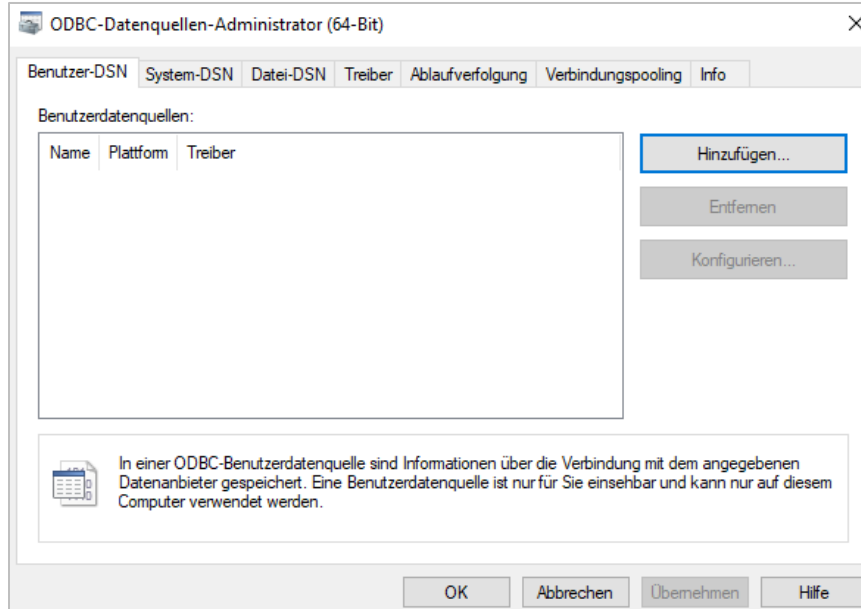 ODBC-Datenquellen-Administrator (64-Bit)
Benutzer-DSN System-DSN Datei-DSN Treiber Ablaufverfolgung Verbindungspooling Info
Benutzerdatenquellen:
Name Plattform Treiber
Hinzufügen...
Entfernen
Konfigurieren...
In einer ODBC-Benutzerdatenquelle sind Informationen über die Verbindung mit dem angegebenen
Datenanbieter gespeichert. Eine Benutzerdatenquelle ist nur für Sie einsehbar und kann nur auf diesem
Computer verwendet werden.
OK Abbrechen Übernehmen Hilfe